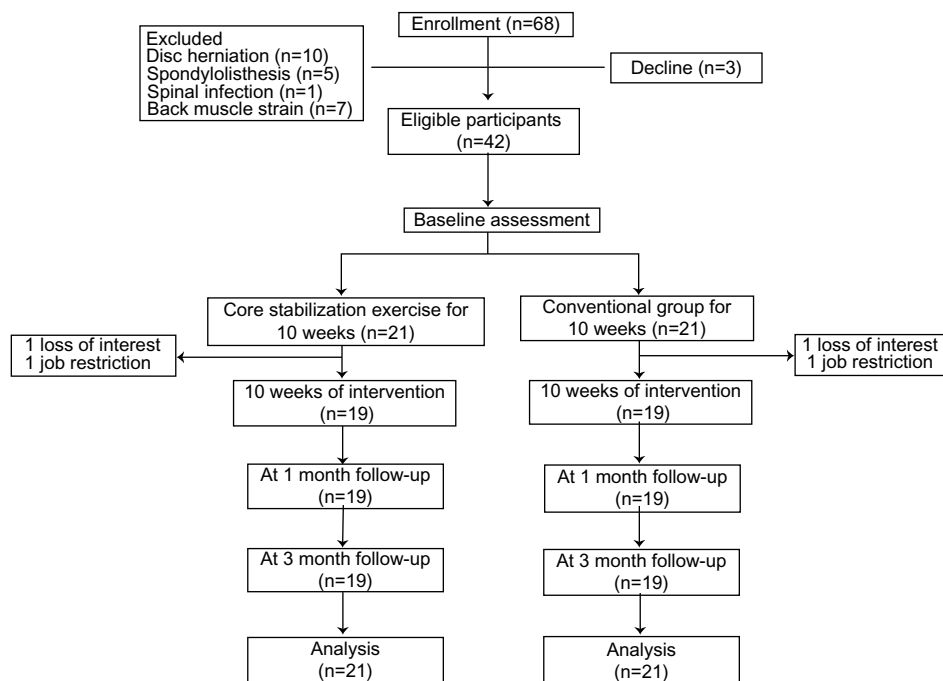 Enrollment (n=68)
Excluded
Disc herniation (n=10)
Spondylolisthesis (n=5)
Spinal infection (n=1)
Back muscle strain (n=7)
Decline (n=3)
Eligible participants
(n=42)
Baseline assessment
Core stabilization exercise for
10 weeks (n=21)
Conventional group for
10 weeks (n=21)
1 loss of interest
1 job restriction
1 loss of interest
1 job restriction
10 weeks of intervention
(n=19)
10 weeks of intervention
(n=19)
At 1 month follow-up
(n=19)
At 1 month follow-up
(n=19)
At 3 month follow-up
(n=19)
At 3 month follow-up
(n=19)
Analysis
(n=21)
Analysis
(n=21)